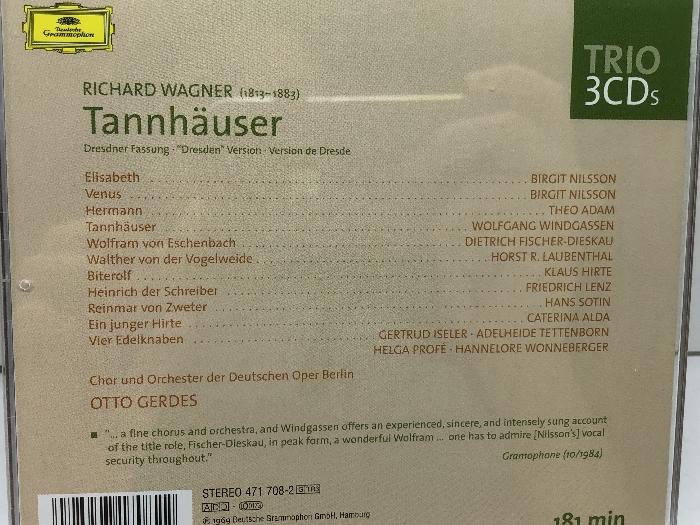 Deutsche
Grammophon
TRIO
3CDs
RICHARD WAGNER (1813–1883)
Tannhäuser
Dresdner Fassung · "Dresden" Version · Version de Dresde
Elisabeth BIRGIT NILSSON
Venus BIRGIT NILSSON
Hermann THEO ADAM
Tannhäuser WOLFGANG WINDGASSEN
Wolfram von Eschenbach DIETRICH FISCHER-DIESKAU
Walther von der Vogelweide HORST R. LAUBENTHAL
Biterolf KLAUS HIRTE
Heinrich der Schreiber FRIEDRICH LENZ
Reinmar von Zweter HANS SOTIN
Ein junger Hirte CATERINA ALDA
Vier Edelknaben GERTRUD ISELER · ADELHEIDE TETTENBORN
HELGA PROFÉ · HANNELORE WONNEBERGER
Chor und Orchester der Deutschen Oper Berlin
OTTO GERDES
"... a fine chorus and orchestra, and Windgassen offers an experienced, sincere, and intensely sung account
of the title role, Fischer-Dieskau, in peak form, a wonderful Wolfram ... one has to admire [Nilsson's] vocal
security throughout."
Gramophone (10/1984)
STEREO 471 708-2 GH3
ADD
℗ 1969 Deutsche Grammophon GmbH, Hamburg
181 min